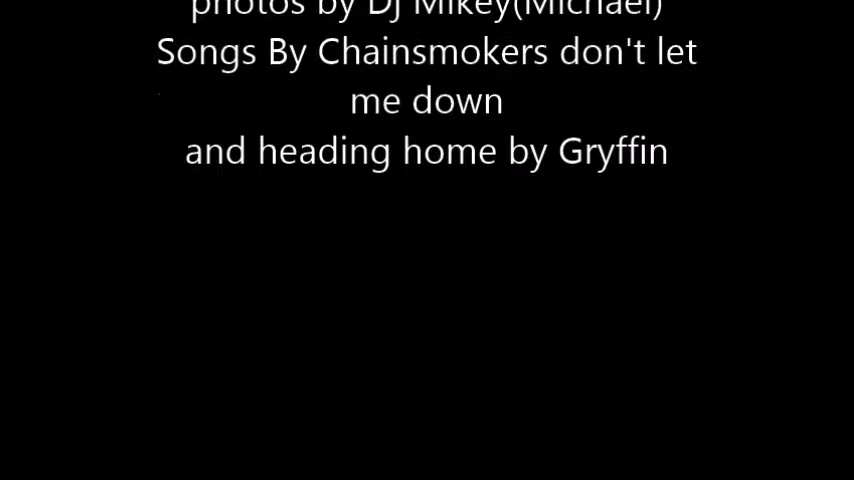 photos by Dj Mikey(Michael)
Songs By Chainsmokers don't let
me down
and heading home by Gryffin